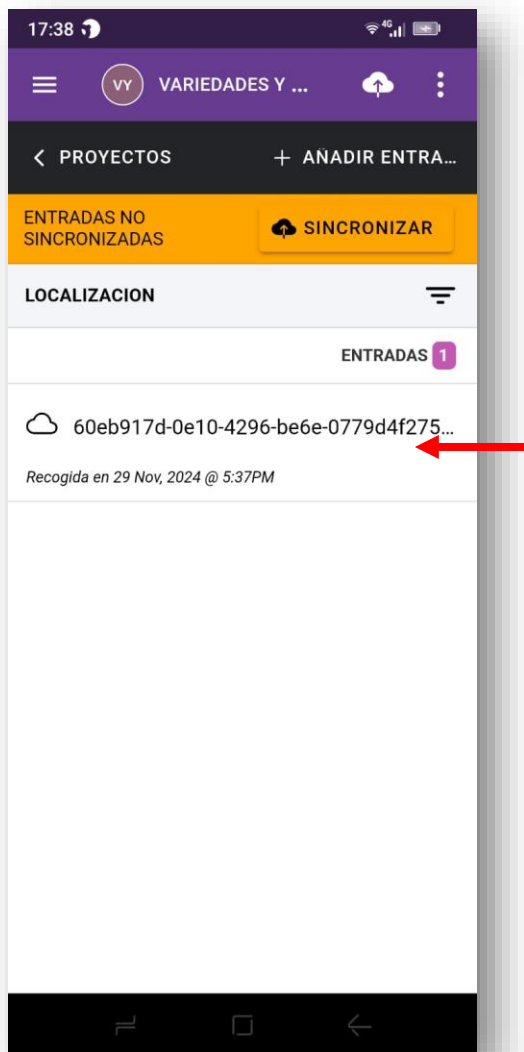 17:38 4G
VY VARIEDADES Y ...
PROYECTOS + AÑADIR ENTRA...
ENTRADAS NO
SINCRONIZADAS
SINCRONIZAR
LOCALIZACION
ENTRADAS 1
60eb917d-0e10-4296-be6e-0779d4f275...
Recogida en 29 Nov, 2024 @ 5:37PM